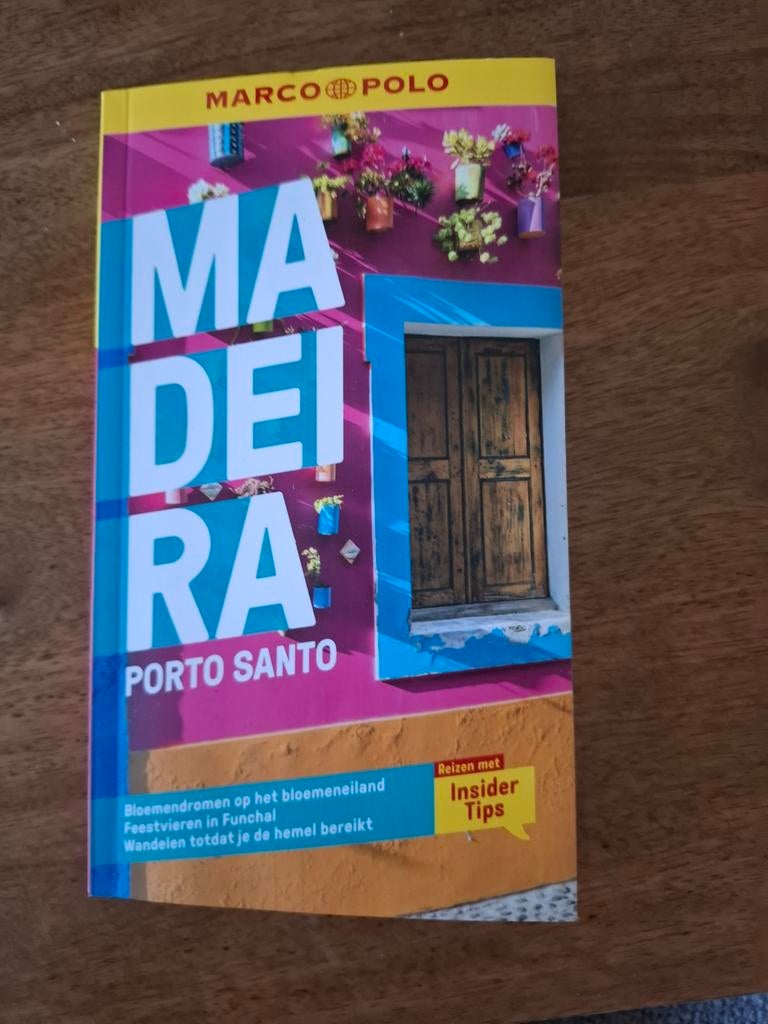 MARCO POLO
MA
DEI
RA
PORTO SANTO
Bloemendromen op het bloemeneiland
Feestvieren in Funchal
Wandelen totdat je de hemel bereikt
Reizen met
Insider
Tips